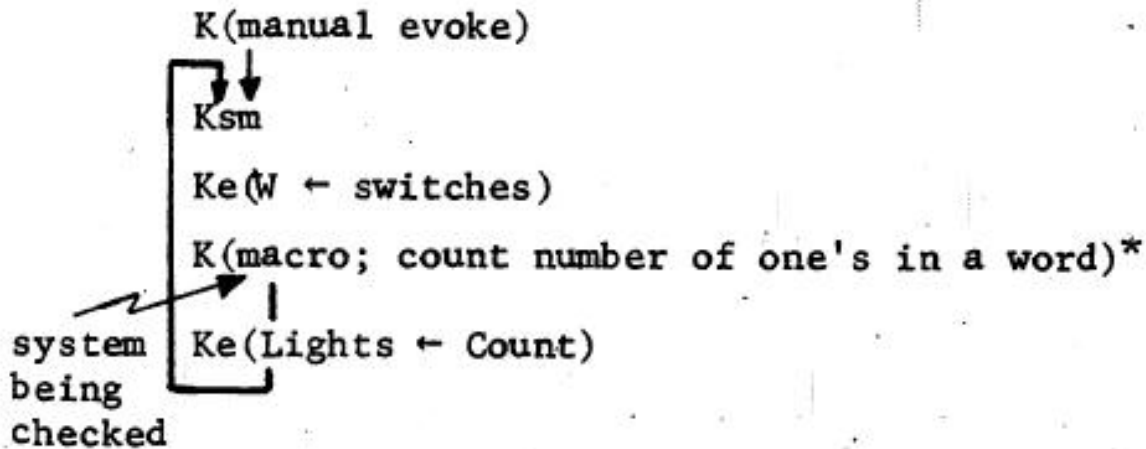 K(manual evoke)
Ksm
Ke(W ← switches)
K(macro; count number of one's in a word)*
system
being
checked
Ke(Lights ← Count)